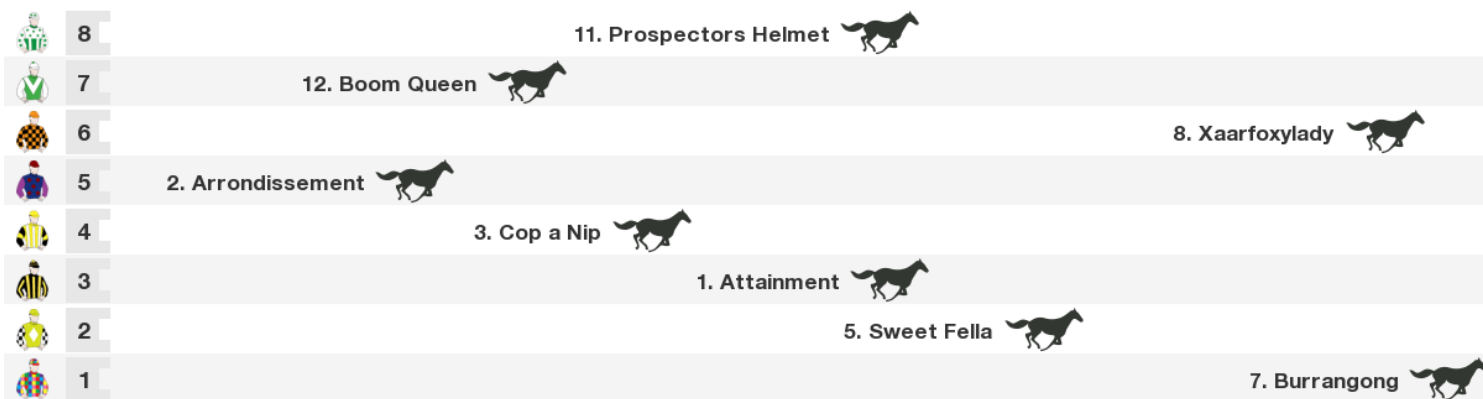 8 11. Prospectors Helmet
7 12. Boom Queen
6 8. Xaarfoxylady
5 2. Arrondissement
4 3. Cop a Nip
3 1. Attainment
2 5. Sweet Fella
1 7. Burrangong